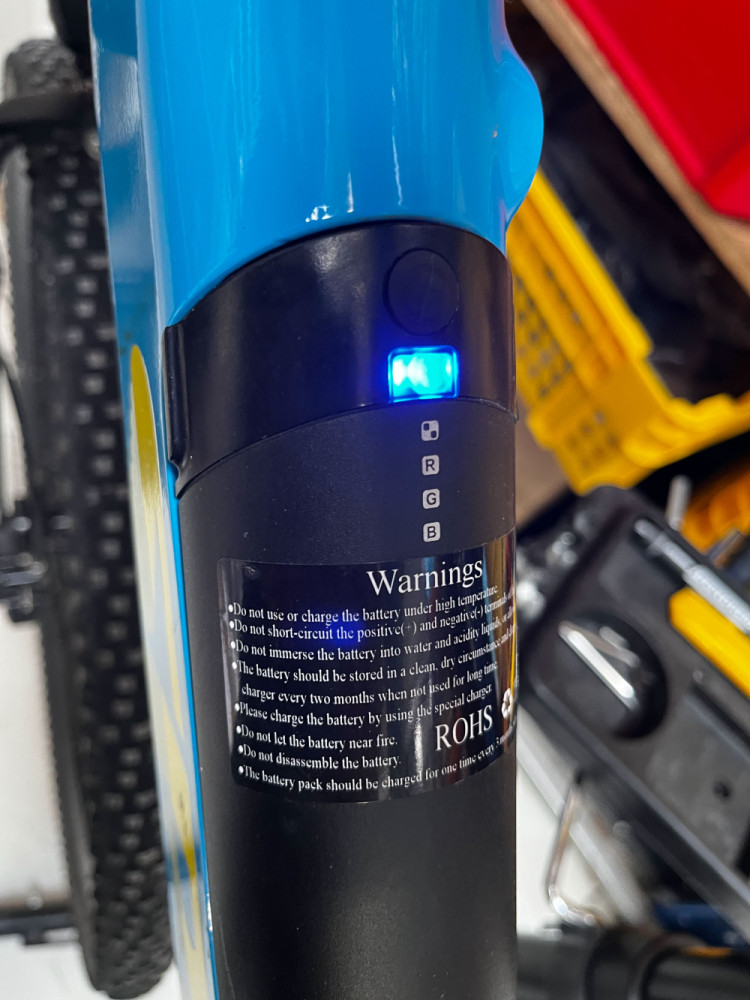 R
G
B
Warnings
•Do not use or charge the battery under high temperature.
•Do not short-circuit the positive(+) and negative(-)
•Do not immerse the battery into water and acidity liquids,
•The battery should be stored in a clean, dry circumstance and
charger every two months when not used for long time.
•Please charge the battery by using the special charger.
•Do not let the battery near fire.
•Do not disassemble the battery.
•The battery pack should be charged for one time every 3
ROHS